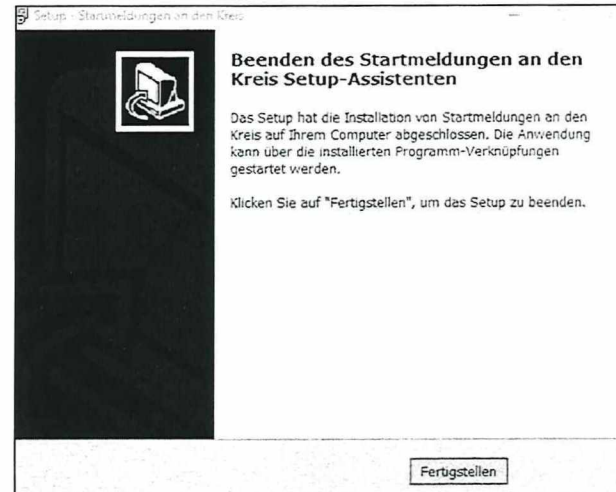 Setup - Startmeldungen an den Kreis
Beenden des Startmeldungen an den
Kreis Setup-Assistenten
Das Setup hat die Installation von Startmeldungen an den
Kreis auf Ihrem Computer abgeschlossen. Die Anwendung
kann über die installierten Programm-Verknüpfungen
gestartet werden.
Klicken Sie auf "Fertigstellen", um das Setup zu beenden.
Fertigstellen